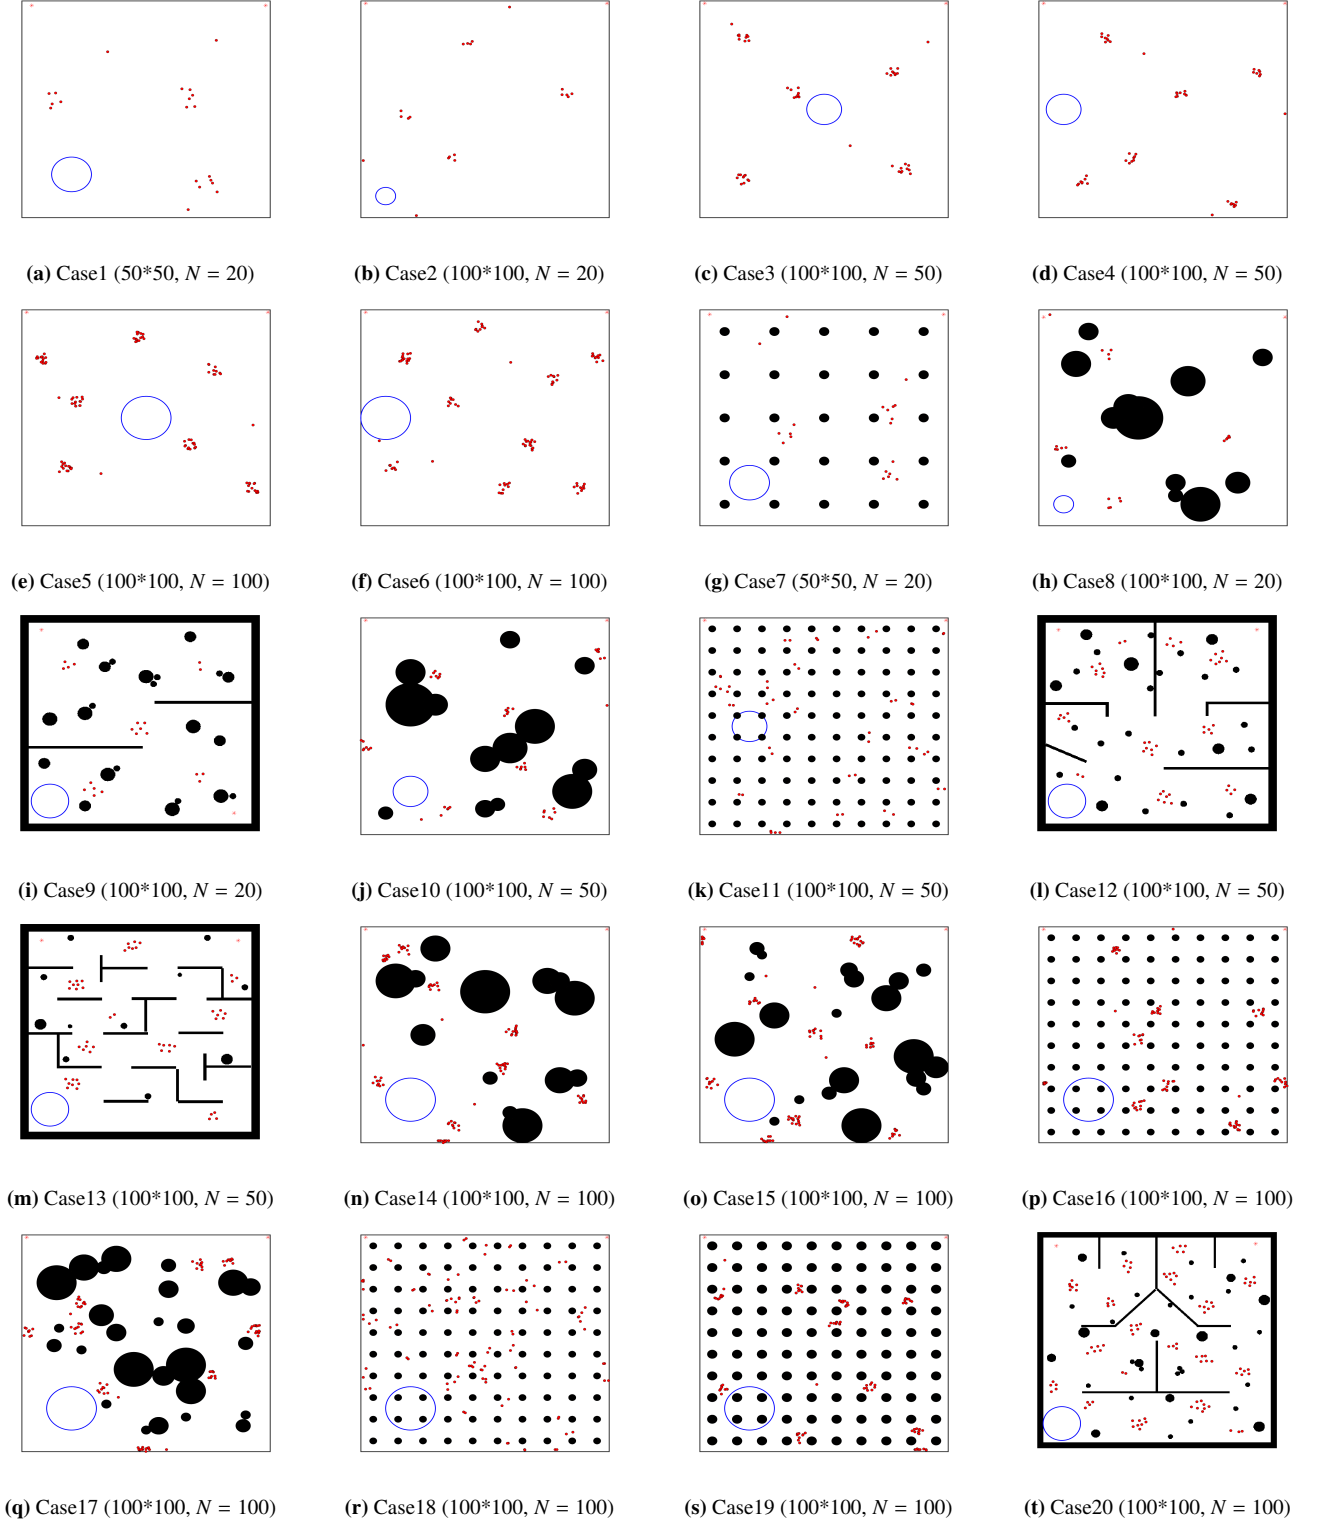 (a) Case1 (50*50, N = 20)
(b) Case2 (100*100, N = 20)
(c) Case3 (100*100, N = 50)
(d) Case4 (100*100, N = 50)
(e) Case5 (100*100, N = 100)
(f) Case6 (100*100, N = 100)
(g) Case7 (50*50, N = 20)
(h) Case8 (100*100, N = 20)
(i) Case9 (100*100, N = 20)
(j) Case10 (100*100, N = 50)
(k) Case11 (100*100, N = 50)
(l) Case12 (100*100, N = 50)
(m) Case13 (100*100, N = 50)
(n) Case14 (100*100, N = 100)
(o) Case15 (100*100, N = 100)
(p) Case16 (100*100, N = 100)
(q) Case17 (100*100, N = 100)
(r) Case18 (100*100, N = 100)
(s) Case19 (100*100, N = 100)
(t) Case20 (100*100, N = 100)